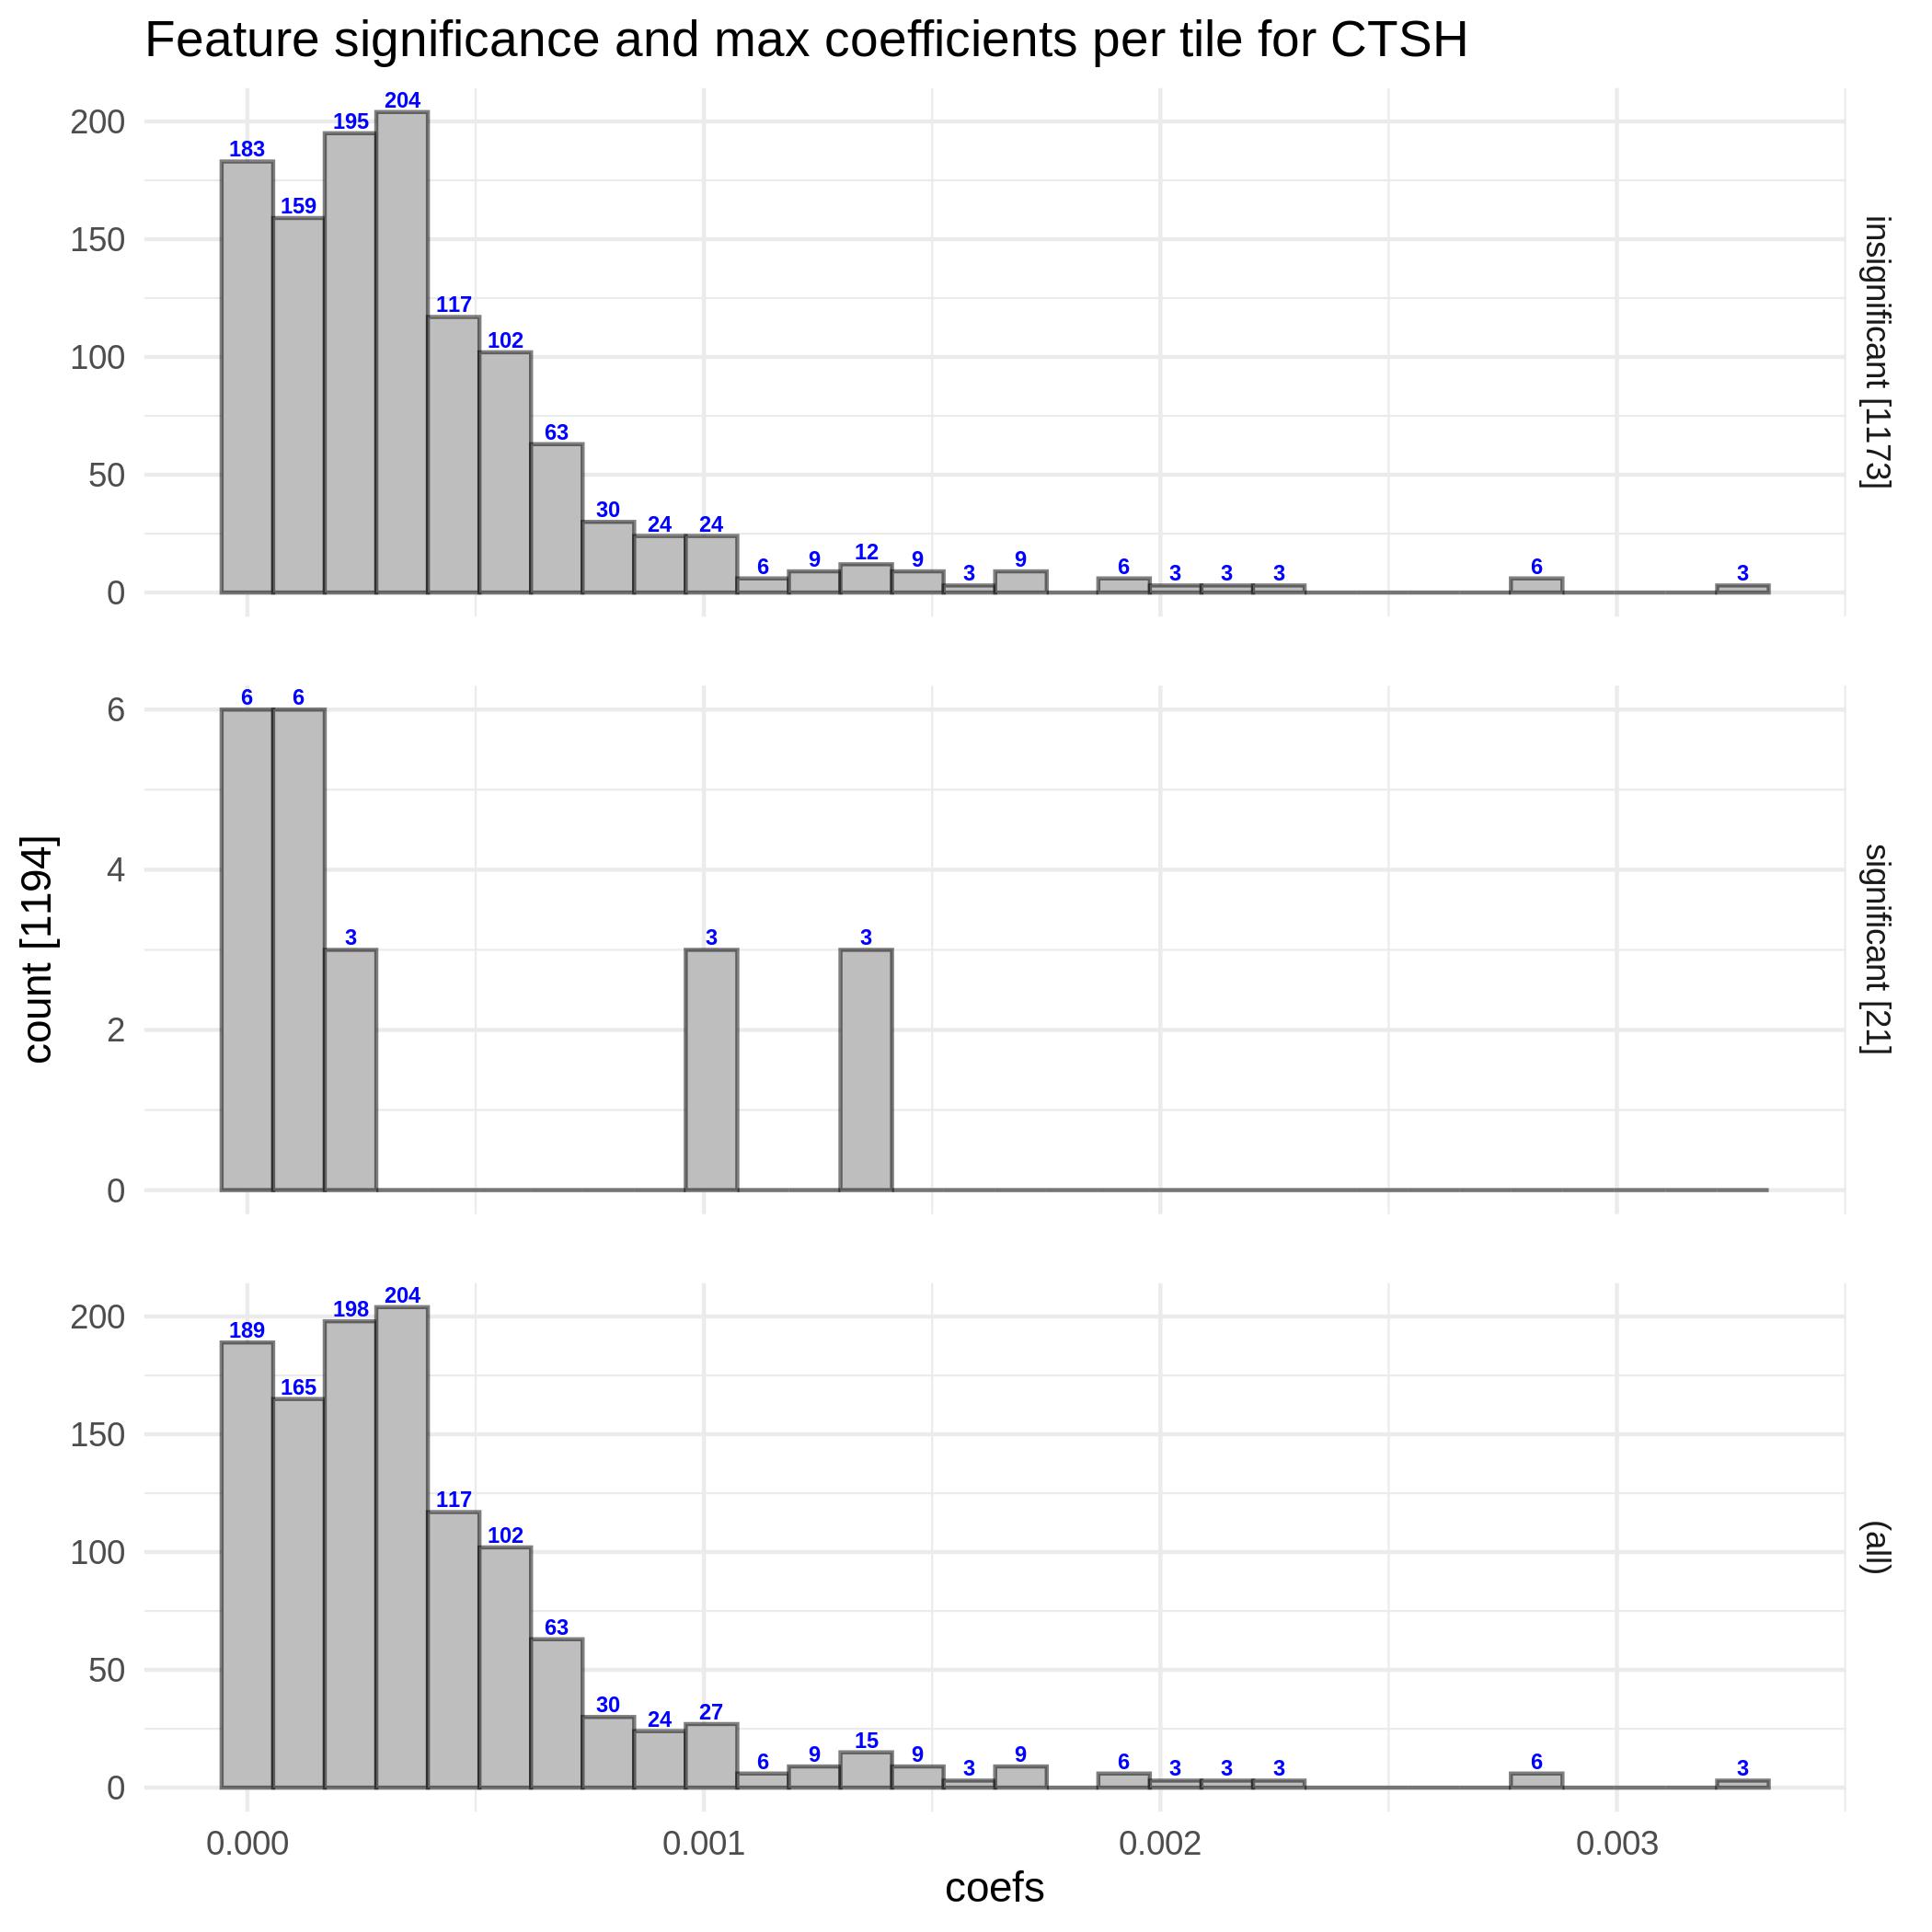 Feature significance and max coefficients per tile for CTSH
count [1194]
200
150
100
50
0
183 159 195 204 117 102 63 30 24 24 6 9 12 9 3 9 6 3 3 3 6 3
insignificant [1173]
6
4
2
0
6 6 3 3 3
significant [21]
200
150
100
50
0
189 165 198 204 117 102 63 30 24 27 6 9 15 9 3 9 6 3 3 3 6 3
(all)
0.000 0.001 0.002 0.003
coefs